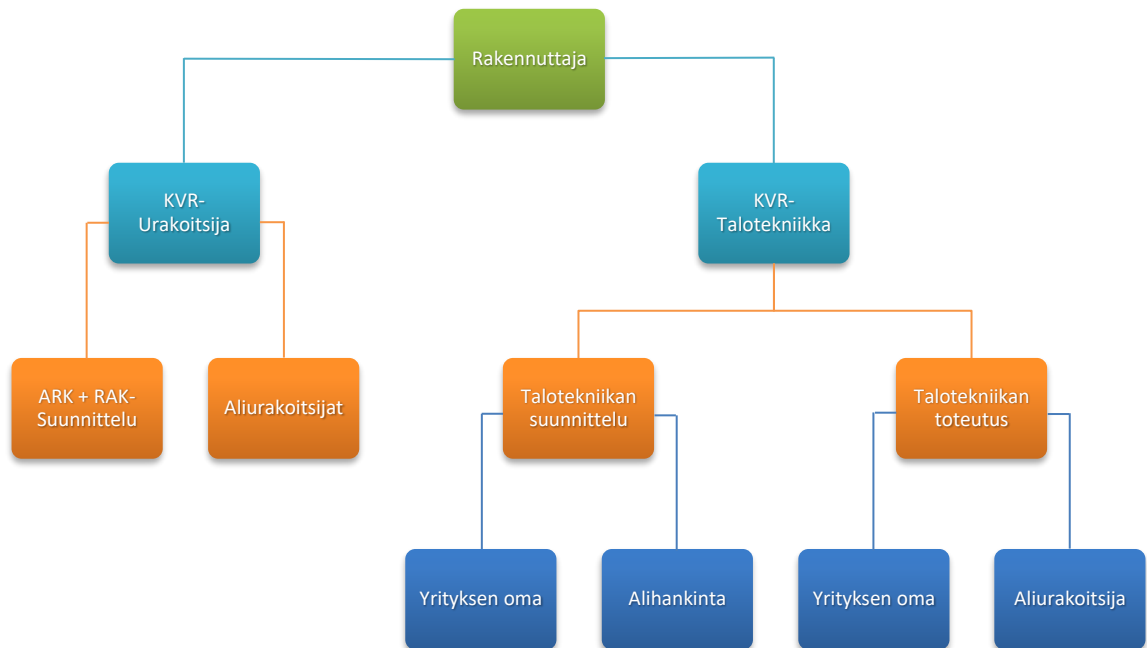 Rakennuttaja
KVR-
Urakoitsija
KVR-
Talotekniikka
ARK + RAK-
Suunnittelu
Aliurakoitsijat
Talotekniikan
suunnittelu
Talotekniikan
toteutus
Yrityksen oma
Alihankinta
Yrityksen oma
Aliurakoitsija